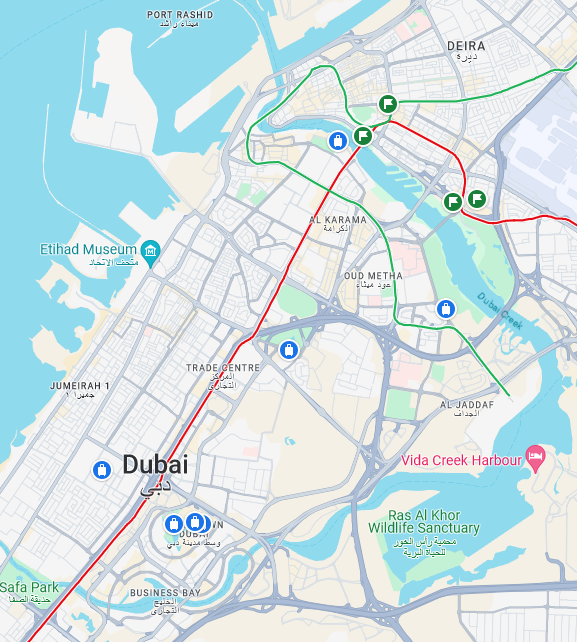 PORT RASHID
ميناء راشد
DEIRA
ديرة
AL KARAMA
الكرامة
Etihad Museum
متحف الاتحاد
OUD METHA
عود ميثاء
Dubai Creek
TRADE CENTRE
المركز
التجاري
JUMEIRAH 1
جميرا ١
AL JADDAF
الجداف
Dubai
دبي
Vida Creek Harbour
Ras Al Khor
Wildlife Sanctuary
محمية رأس الخور
للحياة البرية
WN
DUBAI
وسط مدينة دبي
Safa Park
حديقة الصفا
BUSINESS BAY
الخليج
التجاري